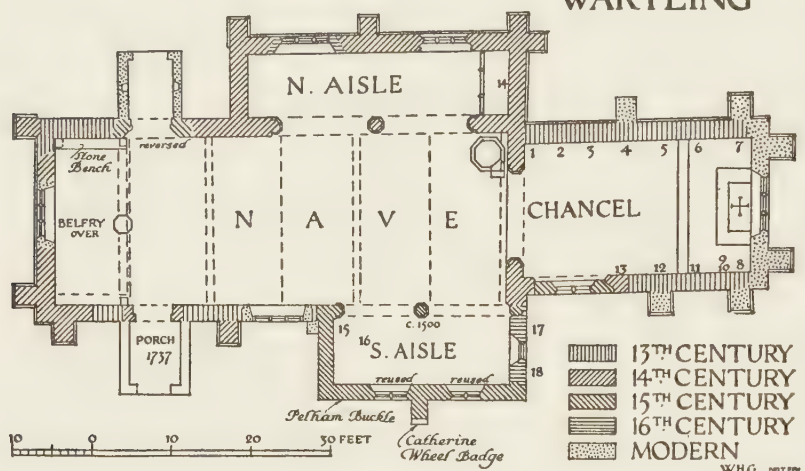 WARTLING
N. AISLE
14
Stone
Bench
reversed
BELFRY
OVER
N A V E
CHANCEL
1 2 3 4 5 6 7
13 12 11 10 9 8
PORCH
1737
15
c. 1500
16
S. AISLE
17
18
reused reused
Pelham Buckle
Catherine
Wheel Badge
10 0 10 20 30 FEET
13TH CENTURY
14TH CENTURY
15TH CENTURY
16TH CENTURY
MODERN
W.H.G.